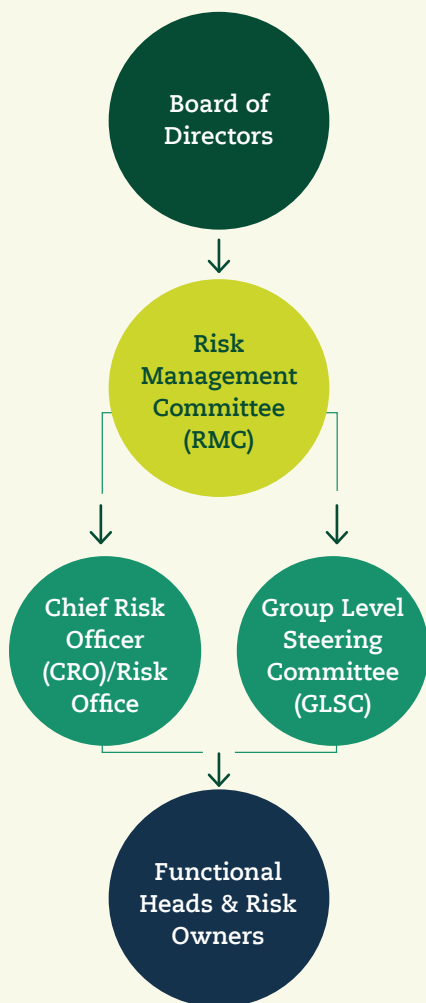 Board of
Directors
Risk
Management
Committee
(RMC)
Chief Risk
Officer
(CRO)/Risk
Office
Group Level
Steering
Committee
(GLSC)
Functional
Heads & Risk
Owners